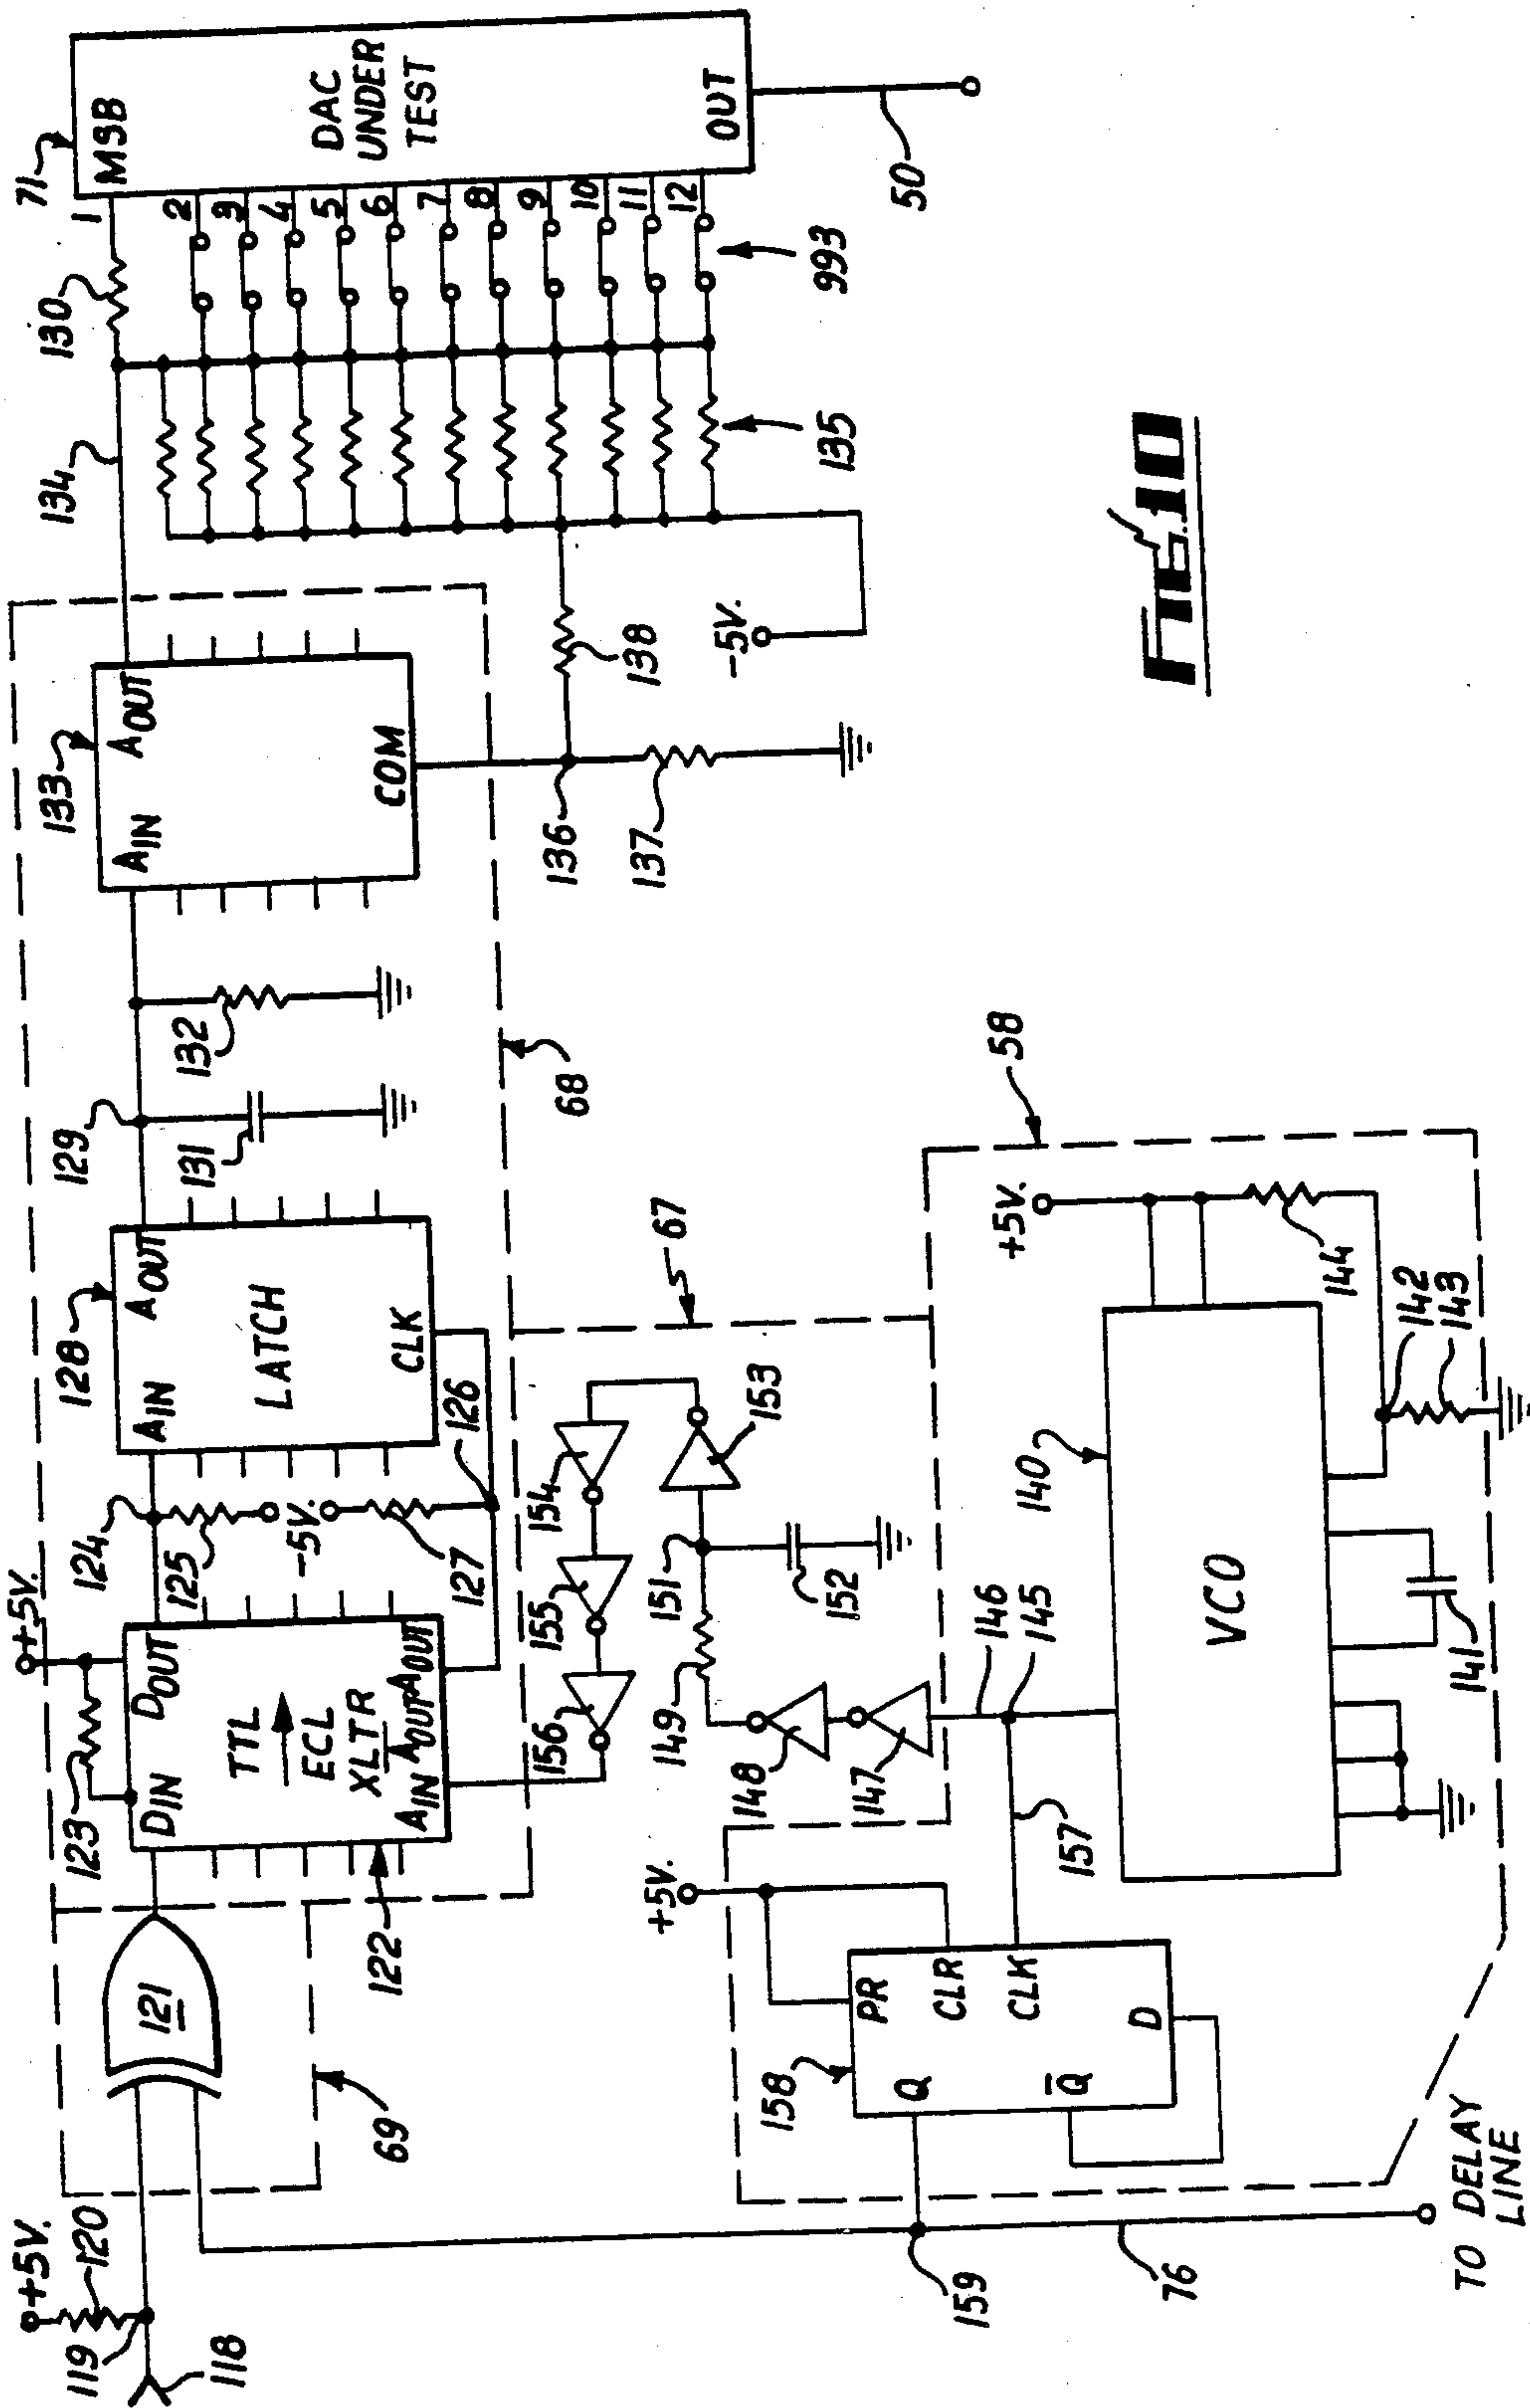 +5V.
120
119
118
121
69
+5V.
123
DIN
DOUT
TTL
ECL
XLTR
AIN
AOUT
AOUT
122
124
125
-5V.
127
126
128
AIN
AOUT
LATCH
CLK
129
131
132
133
AIN
AOUT
COM
68
134
130
71
MSB
1
2
3
4
5
6
7
8
9
10
11
12
DAC
UNDER
TEST
OUT
50
993
135
136
137
138
-5V.
67
154
155
156
153
151
152
149
148
147
146
145
157
+5V.
PR
CLR
CLK
Q
Q̅
D
158
159
76
TO DELAY
LINE
58
+5V.
144
142
143
140
VCO
141
FIG.10